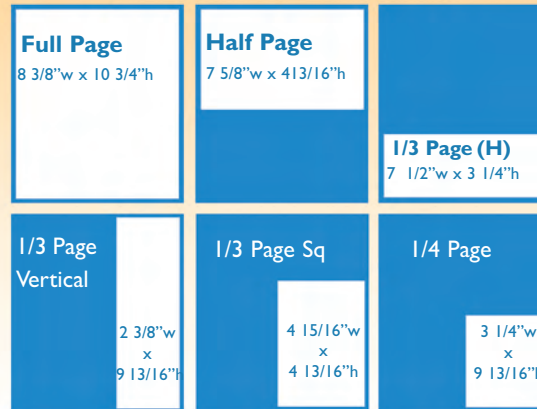 Full Page
8 3/8”w x 10 3/4”h
Half Page
7 5/8”w x 413/16”h
1/3 Page (H)
7 1/2”w x 3 1/4”h
1/3 Page
Vertical
2 3/8”w
x
9 13/16”h
1/3 Page Sq
4 15/16”w
x
4 13/16”h
1/4 Page
3 1/4”w
x
9 13/16”h